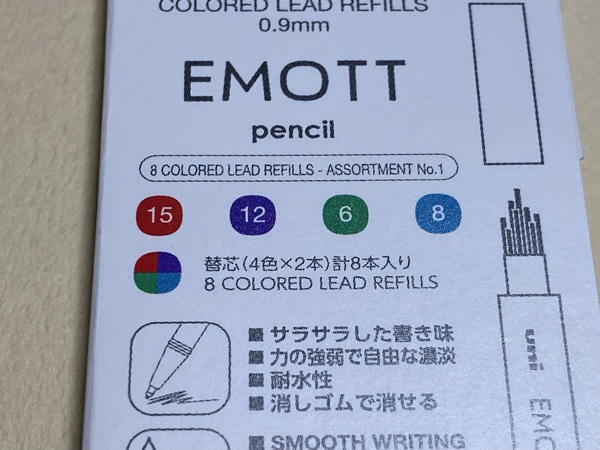 COLORED LEAD REFILLS
0.9mm
EMOTT
pencil
8 COLORED LEAD REFILLS - ASSORTMENT No.1
15 12 6 8
替芯(4色×2本)計8本入り
8 COLORED LEAD REFILLS
■ サラサラした書き味
■ 力の強弱で自由な濃淡
■ 耐水性
■ 消しゴムで消せる
■ SMOOTH WRITING
uni EMO